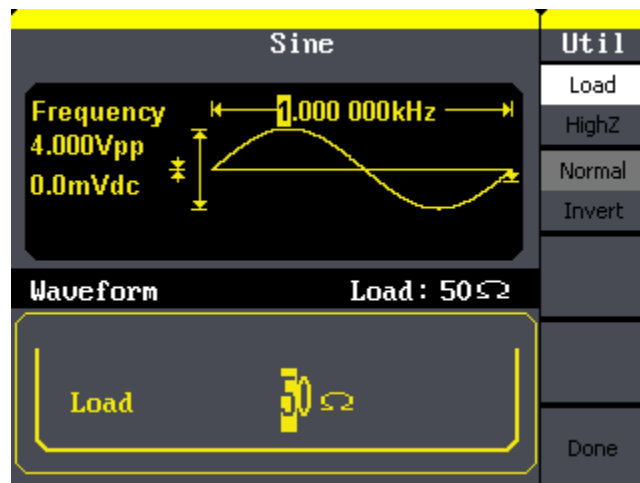 Sine
Util
Frequency
1.000 000kHz
4.000Vpp
0.0mVdc
Load
HighZ
Normal
Invert
Waveform
Load: 50Ω
Load
50 Ω
Done